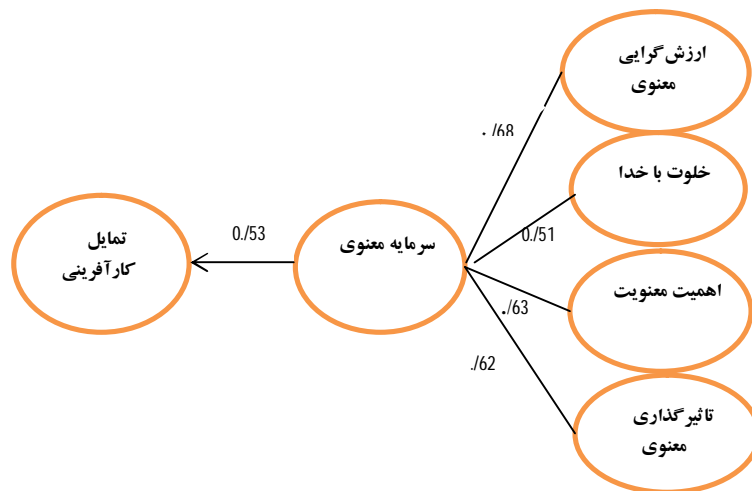 ارزش گرایی
معنوی
./68
خلوت با خدا
0./51
تمایل
کارآفرینی
0./53
سرمایه معنوی
اهمیت معنویت
./63
./62
تاثیرگذاری
معنوی